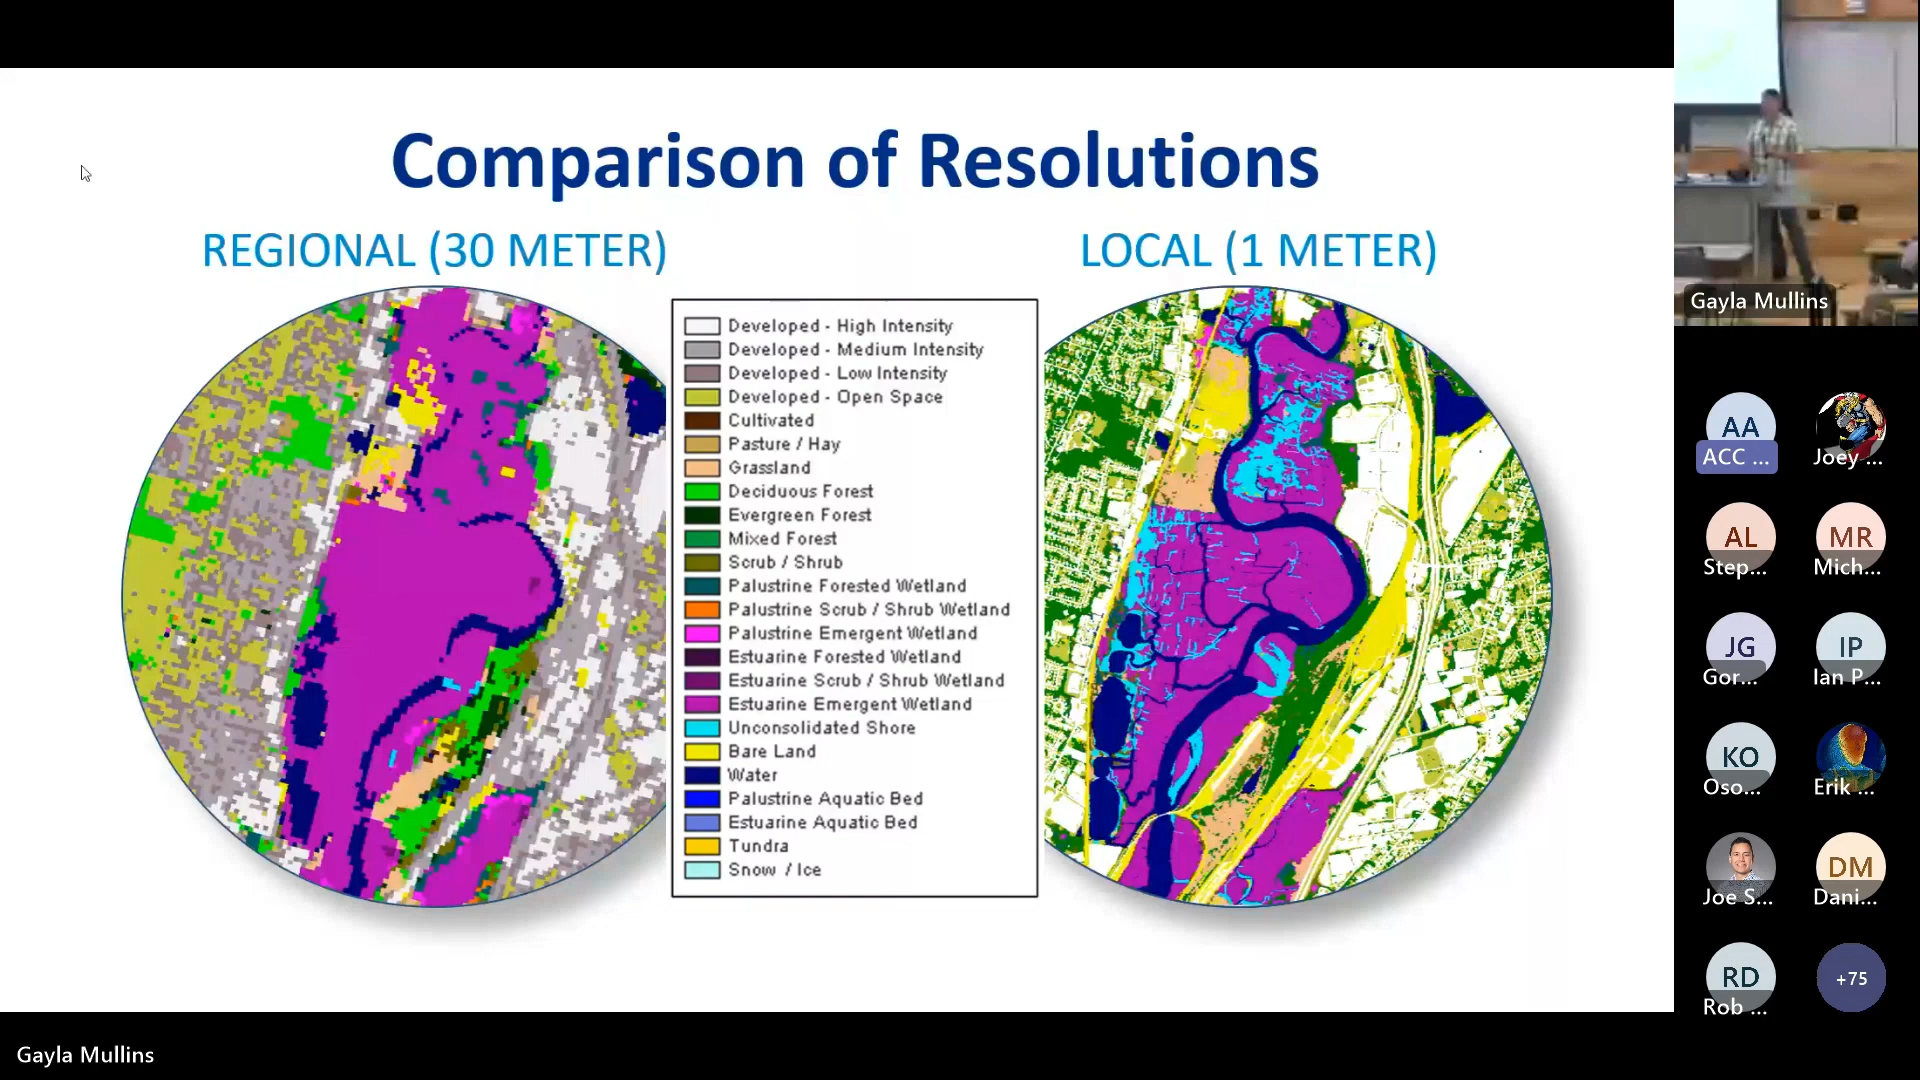 Comparison of Resolutions
REGIONAL (30 METER)
LOCAL (1 METER)
Developed - High Intensity
Developed - Medium Intensity
Developed - Low Intensity
Developed - Open Space
Cultivated
Pasture / Hay
Grassland
Deciduous Forest
Evergreen Forest
Mixed Forest
Scrub / Shrub
Palustrine Forested Wetland
Palustrine Scrub / Shrub Wetland
Palustrine Emergent Wetland
Estuarine Forested Wetland
Estuarine Scrub / Shrub Wetland
Estuarine Emergent Wetland
Unconsolidated Shore
Bare Land
Water
Palustrine Aquatic Bed
Estuarine Aquatic Bed
Tundra
Snow / Ice
Gayla Mullins
AA
ACC ...
Joey ...
AL
Step...
MR
Mich...
JG
Gor...
IP
Ian P...
KO
Oso...
Erik ...
Joe S...
DM
Dani...
RD
Rob ...
+75
Gayla Mullins